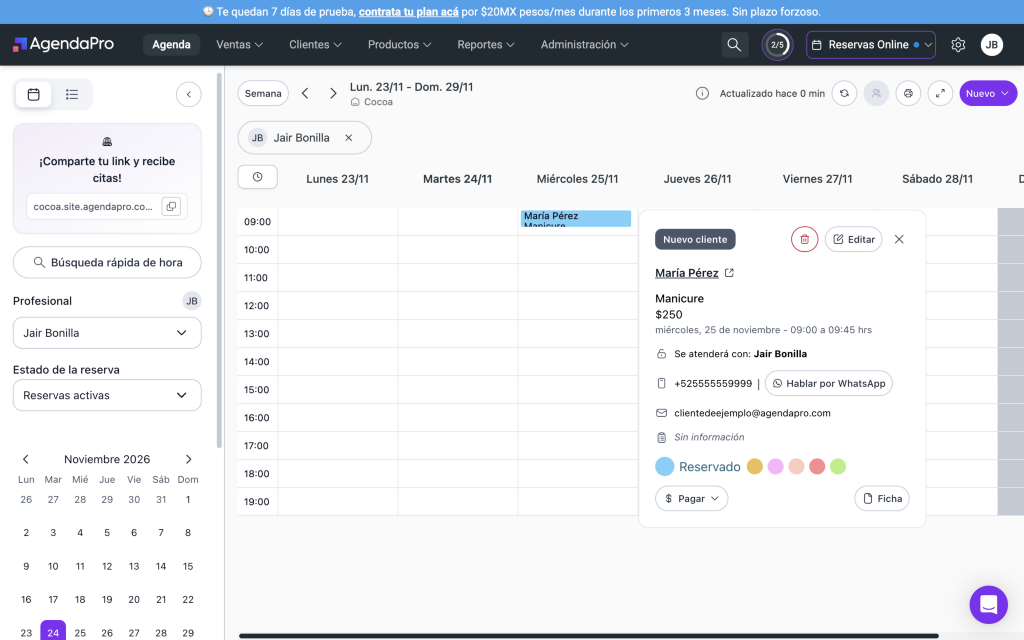 Te quedan 7 días de prueba, contrata tu plan acá por $20MX pesos/mes durante los primeros 3 meses. Sin plazo forzoso.
AgendaPro
Agenda
Ventas
Clientes
Productos
Reportes
Administración
2/5
Reservas Online
JB
¡Comparte tu link y recibe
citas!
cocoa.site.agendapro.co...
Búsqueda rápida de hora
Profesional
JB
Jair Bonilla
Estado de la reserva
Reservas activas
Noviembre 2026
Lun Mar Mié Jue Vie Sáb Dom
26 27 28 29 30 31 1
2 3 4 5 6 7 8
9 10 11 12 13 14 15
16 17 18 19 20 21 22
23 24 25 26 27 28 29
Semana
Lun. 23/11 - Dom. 29/11
Cocoa
Actualizado hace 0 min
Nuevo
JB Jair Bonilla
Lunes 23/11 Martes 24/11 Miércoles 25/11 Jueves 26/11 Viernes 27/11 Sábado 28/11 D
09:00
10:00
11:00
12:00
13:00
14:00
15:00
16:00
17:00
18:00
19:00
María Pérez
Manicure
Nuevo cliente
Editar
María Pérez
Manicure
$250
miércoles, 25 de noviembre - 09:00 a 09:45 hrs
Se atenderá con: Jair Bonilla
+525555559999 | Hablar por WhatsApp
clientedeejemplo@agendapro.com
Sin información
Reservado
$ Pagar
Ficha